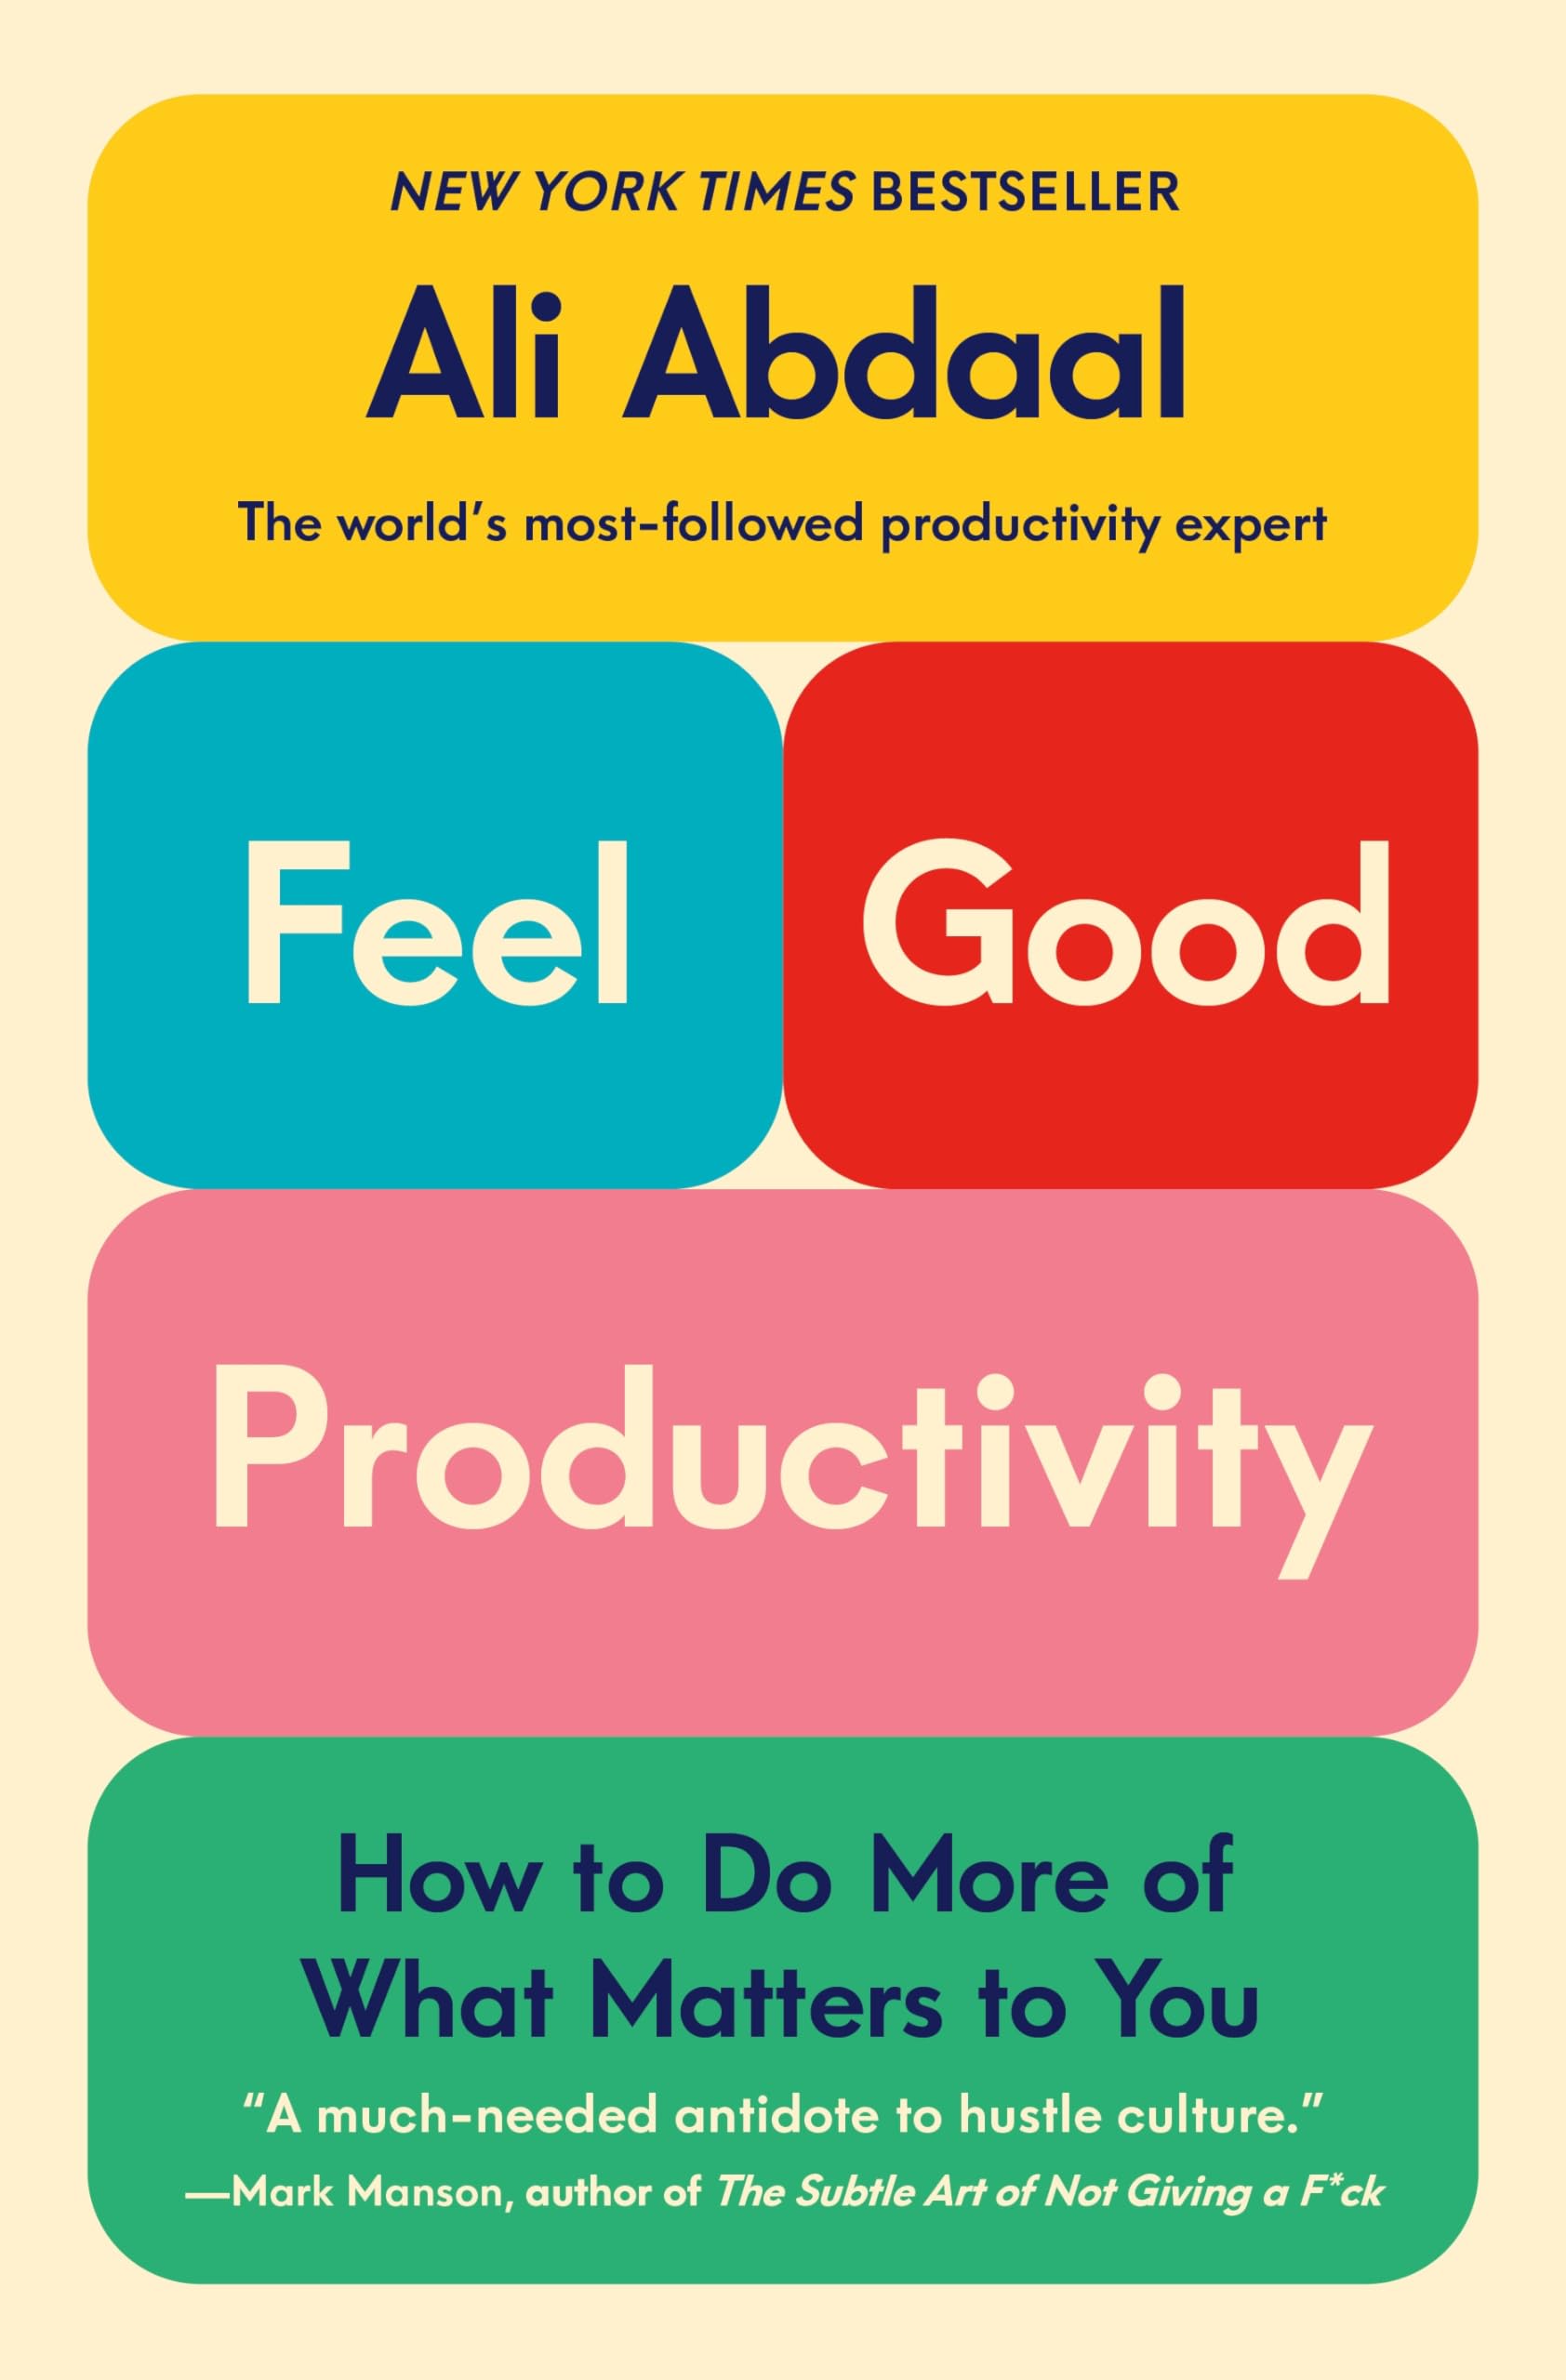 NEW YORK TIMES BESTSELLER
Ali Abdaal
The world’s most-followed productivity expert
Feel Good
Productivity
How to Do More of
What Matters to You
“A much-needed antidote to hustle culture.”
—Mark Manson, author of The Subtle Art of Not Giving a F*ck